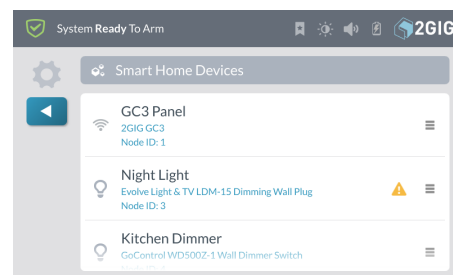 System Ready To Arm
2GIG
Smart Home Devices
GC3 Panel
2GIG GC3
Node ID: 1
Night Light
Evolve Light & TV LDM-15 Dimming Wall Plug
Node ID: 3
Kitchen Dimmer
GoControl WD500Z-1 Wall Dimmer Switch